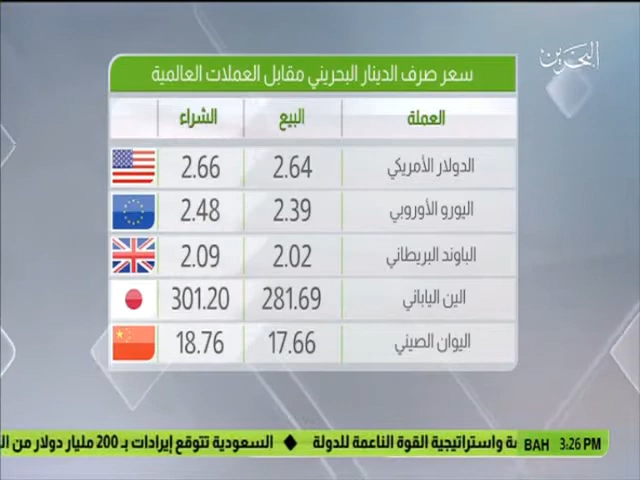 البحرين
سعر صرف الدينار البحريني مقابل العملات العالمية
العملة البيع الشراء
الدولار الأمريكي 2.64 2.66
اليورو الأوروبي 2.39 2.48
الباوند البريطاني 2.02 2.09
الين الياباني 281.69 301.20
اليوان الصيني 17.66 18.76
واستراتيجية القوة الناعمة للدولة ◆ السعودية تتوقع إيرادات بـ 200 مليار دولار من
BAH 3:26 PM